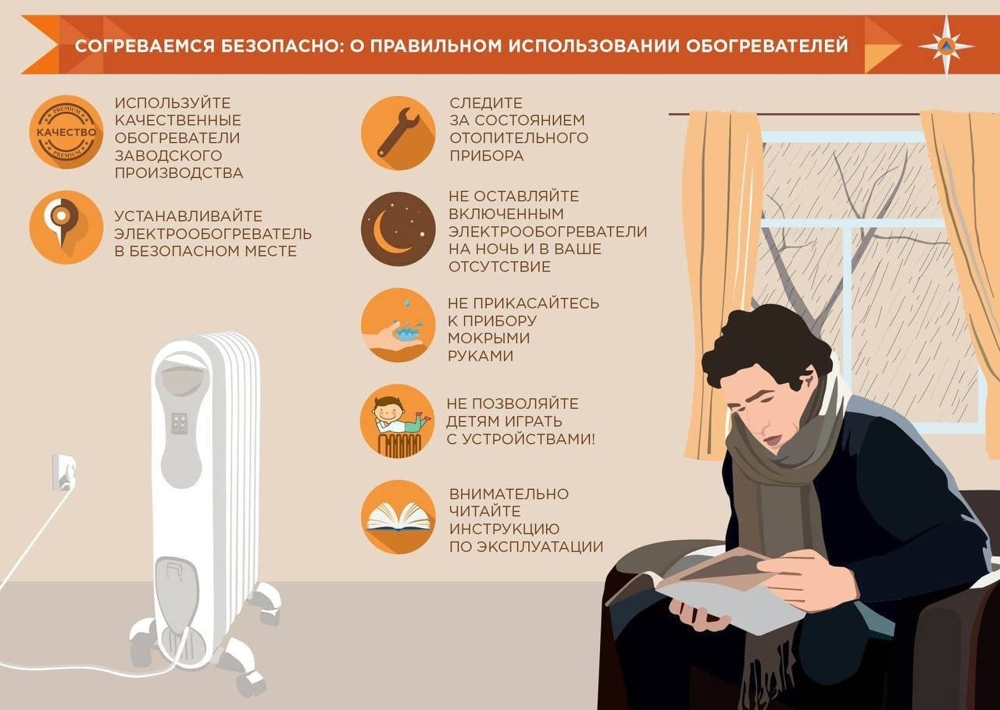 СОГРЕВАЕМСЯ БЕЗОПАСНО: О ПРАВИЛЬНОМ ИСПОЛЬЗОВАНИИ ОБОГРЕВАТЕЛЕЙ
PREMIUM
КАЧЕСТВО
PREMIUM
ИСПОЛЬЗУЙТЕ
КАЧЕСТВЕННЫЕ
ОБОГРЕВАТЕЛИ
ЗАВОДСКОГО
ПРОИЗВОДСТВА
УСТАНАВЛИВАЙТЕ
ЭЛЕКТРООБОГРЕВАТЕЛЬ
В БЕЗОПАСНОМ МЕСТЕ
СЛЕДИТЕ
ЗА СОСТОЯНИЕМ
ОТОПИТЕЛЬНОГО
ПРИБОРА
НЕ ОСТАВЛЯЙТЕ
ВКЛЮЧЕННЫМ
ЭЛЕКТРООБОГРЕВАТЕЛИ
НА НОЧЬ И В ВАШЕ
ОТСУТСТВИЕ
НЕ ПРИКАСАЙТЕСЬ
К ПРИБОРУ
МОКРЫМИ
РУКАМИ
НЕ ПОЗВОЛЯЙТЕ
ДЕТЯМ ИГРАТЬ
С УСТРОЙСТВАМИ!
ВНИМАТЕЛЬНО
ЧИТАЙТЕ
ИНСТРУКЦИЮ
ПО ЭКСПЛУАТАЦИИ